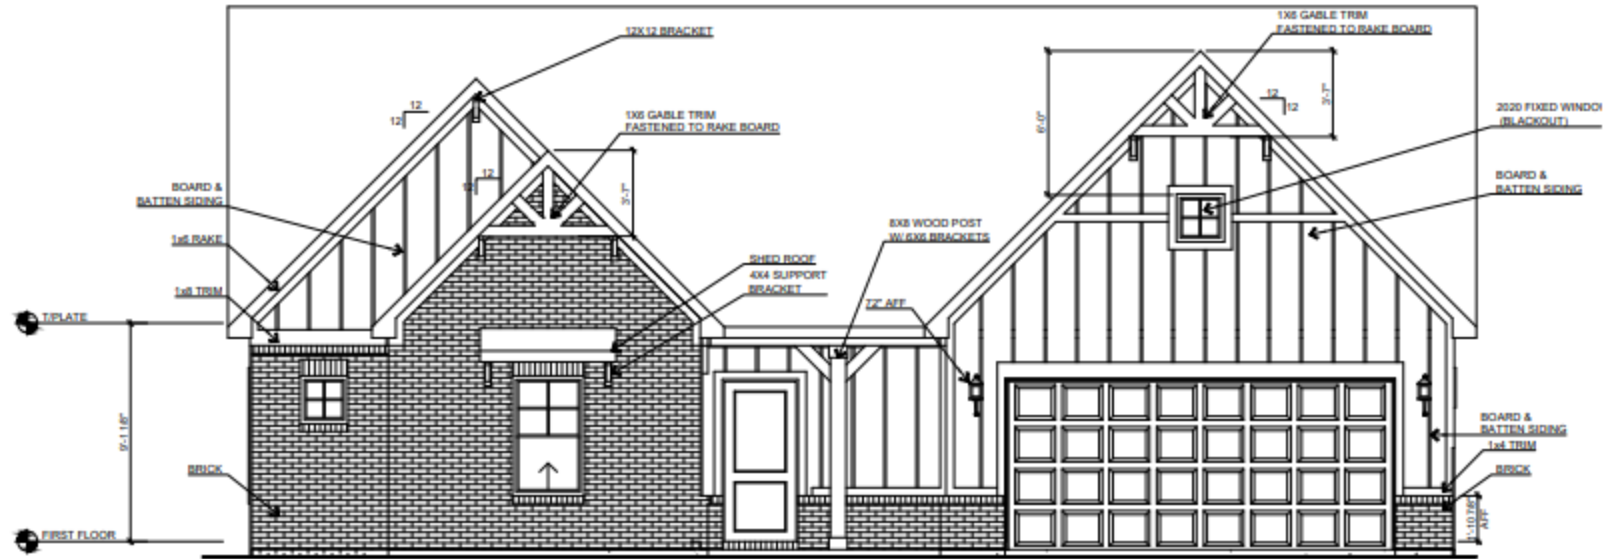 1X6 GABLE TRIM
FASTENED TO RAKE BOARD
12X12 BRACKET
12
12
1X6 GABLE TRIM
FASTENED TO RAKE BOARD
12
12
3'-7"
6'-0"
12
12
3'-7"
2020 FIXED WINDO
(BLACKOUT)
BOARD &
BATTEN SIDING
BOARD &
BATTEN SIDING
1x6 RAKE
1x8 TRIM
8X8 WOOD POST
W/ 6X6 BRACKETS
SHED ROOF
4X4 SUPPORT
BRACKET
72" AFF
T/PLATE
9'-1 1/8"
BRICK
FIRST FLOOR
BOARD &
BATTEN SIDING
1x4 TRIM
BRICK
AFF